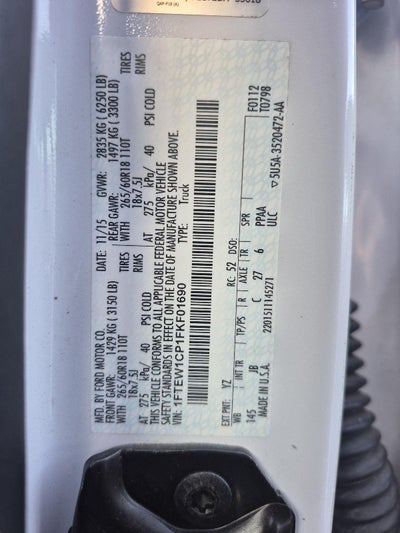 MFD. BY FORD MOTOR CO.
DATE: 11/15 GVWR: 2835 KG ( 6250 LB)
FRONT GAWR: 1429 KG ( 3150 LB) REAR GAWR: 1497 KG ( 3300 LB)
WITH 265/60R18 110T TIRES WITH 265/60R18 110T TIRES
18x7.5J RIMS 18x7.5J RIMS
AT 275 kPa/ 40 PSI COLD AT 275 kPa/ 40 PSI COLD
THIS VEHICLE CONFORMS TO ALL APPLICABLE FEDERAL MOTOR VEHICLE
SAFETY STANDARDS IN EFFECT ON THE DATE OF MANUFACTURE SHOWN ABOVE.
VIN: 1FTEW1CP1FKF01690
TYPE: Truck
F0112
T0798
EXT PNT: YZ RC: 52 DSO:
WB INT TR TP/PS R AXLE TR SPR
145 JB C 27 6 PPAA
ULC
MADE IN U.S.A. 2201511145271
▽5U5A-3520472-AA